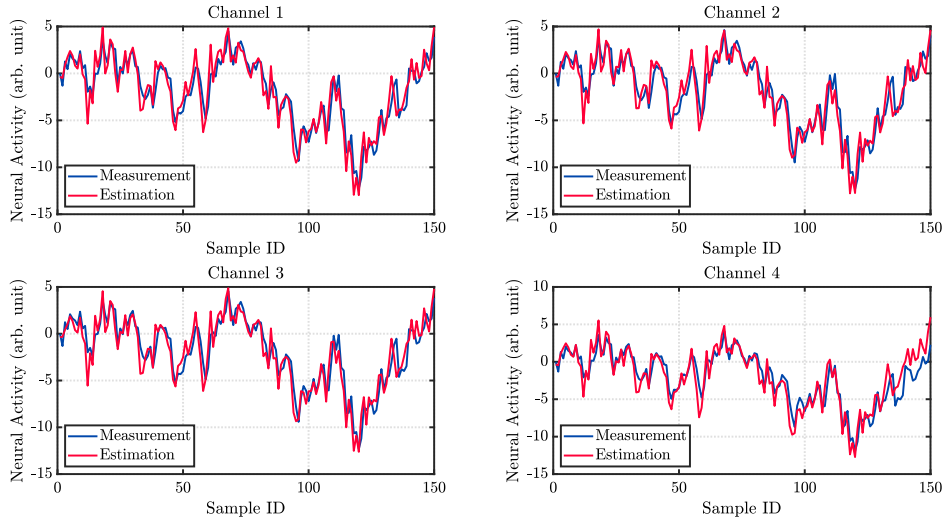 Channel 1
Neural Activity (arb. unit)
5
0
-5
-10
-15
Measurement
Estimation
0
50
100
150
Sample ID
Channel 2
Neural Activity (arb. unit)
5
0
-5
-10
-15
Measurement
Estimation
0
50
100
150
Sample ID
Channel 3
Neural Activity (arb. unit)
5
0
-5
-10
-15
Measurement
Estimation
0
50
100
150
Sample ID
Channel 4
Neural Activity (arb. unit)
10
5
0
-5
-10
-15
Measurement
Estimation
0
50
100
150
Sample ID